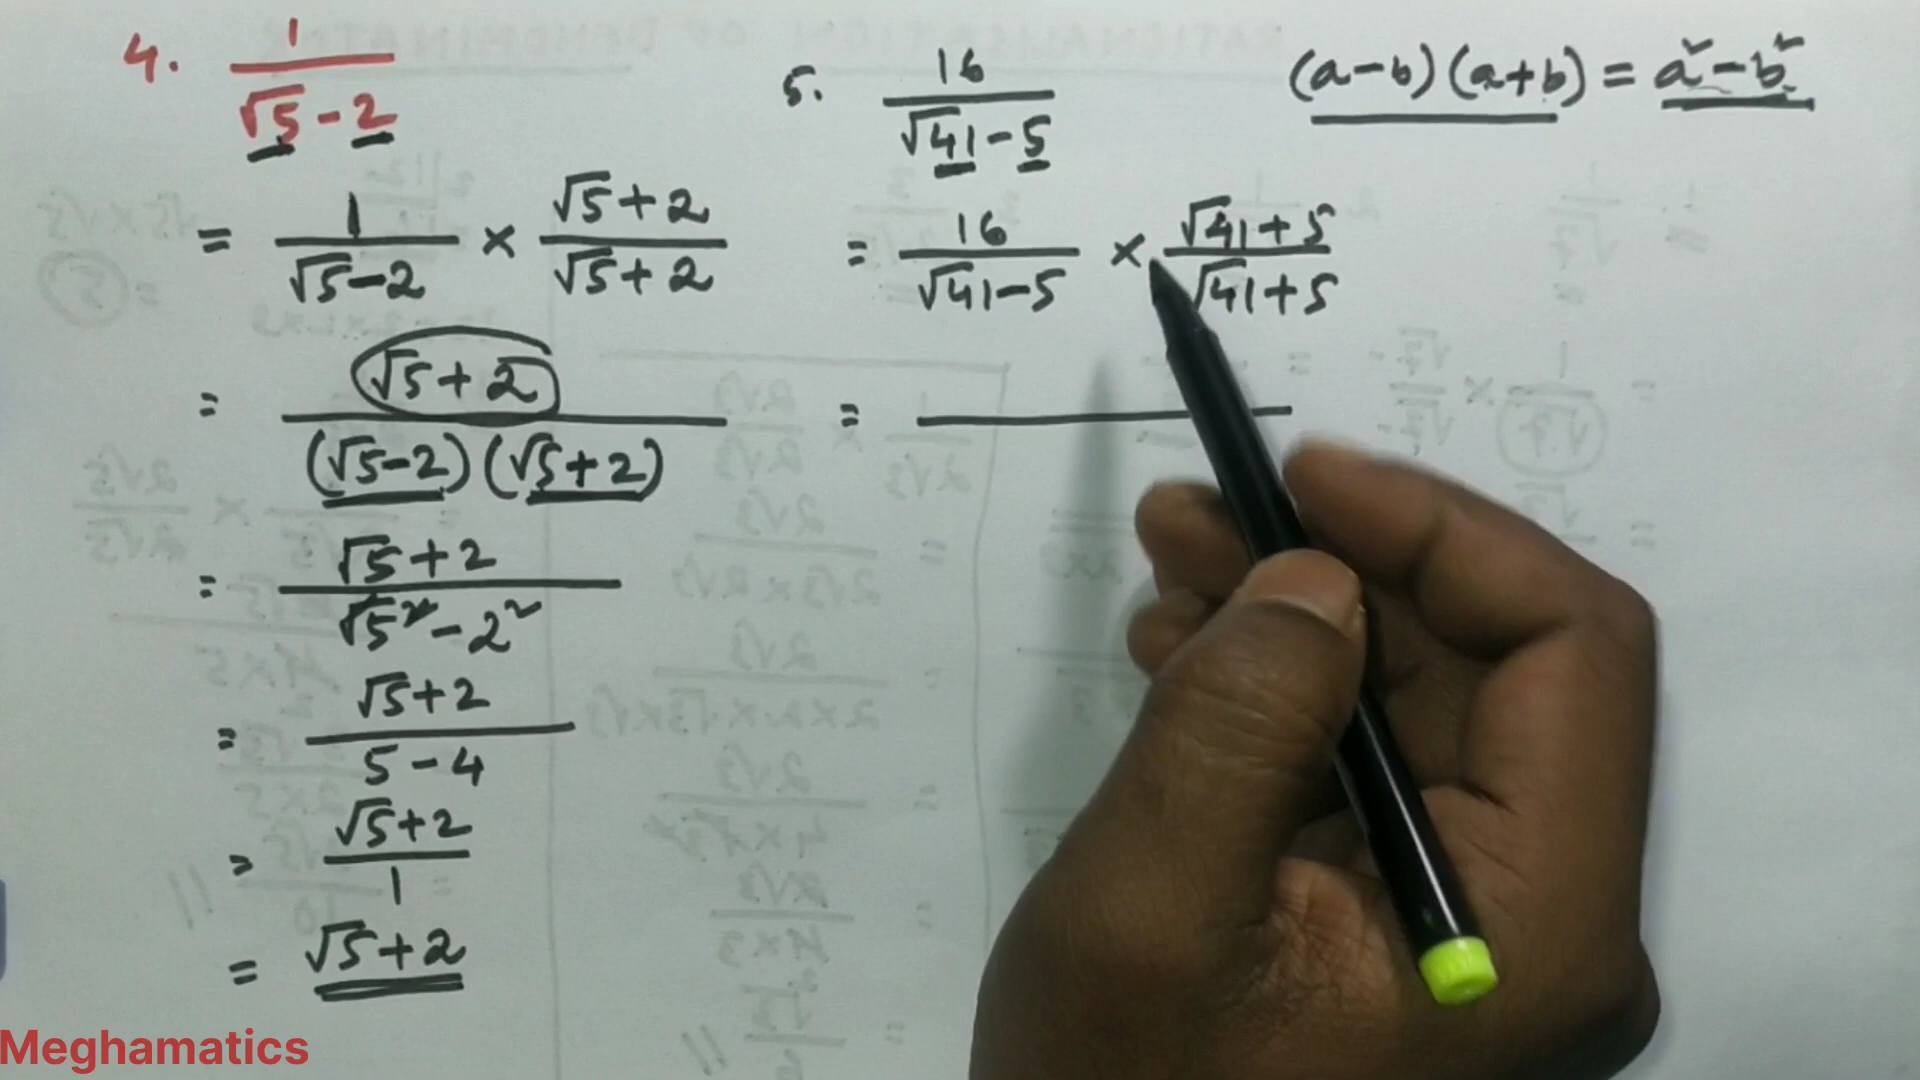 4. 1/(√5-2)
= 1/(√5-2) × (√5+2)/(√5+2)
= (√5+2)/((√5-2)(√5+2))
= (√5+2)/(√5²-2²)
= (√5+2)/(5-4)
= (√5+2)/1
= √5+2
5. 16/(√41-5)
= 16/(√41-5) × (√41+5)/(√41+5)
=
(a-b)(a+b) = a²-b²
Meghamatics